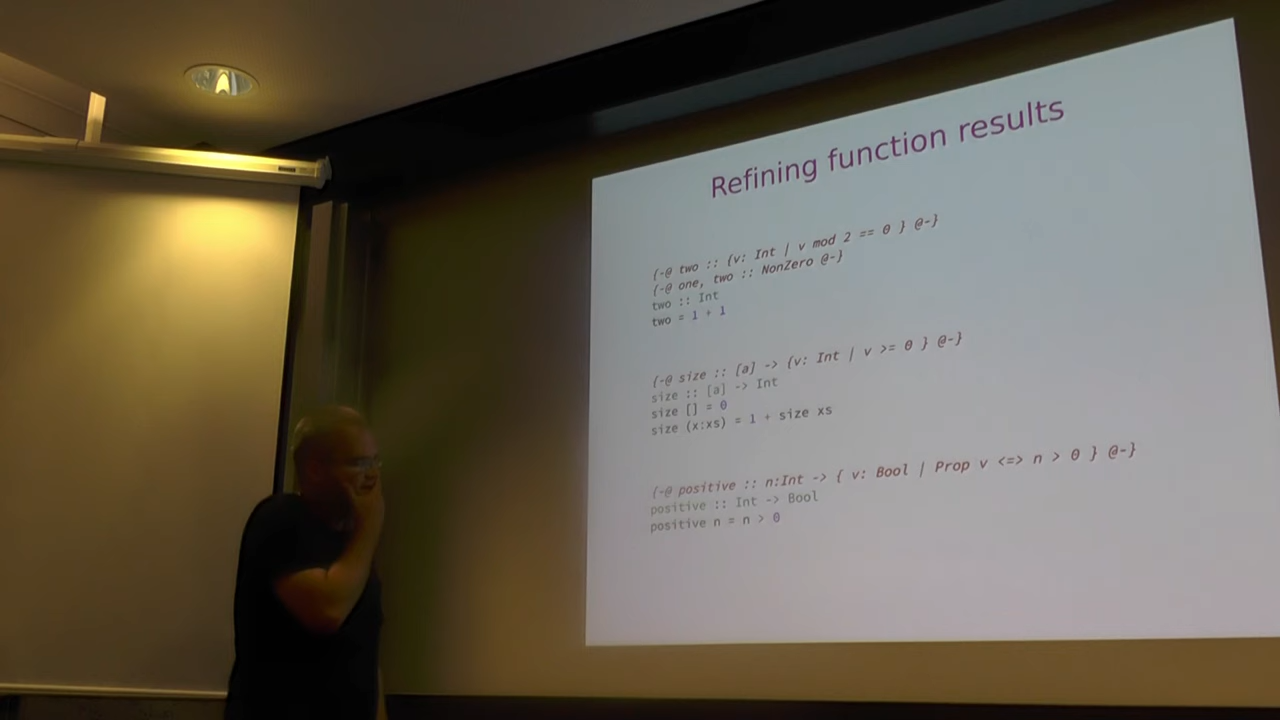 Refining function results
{-@ two :: {v: Int | v mod 2 == 0 } @-}
{-@ one, two :: NonZero @-}
two :: Int
two = 1 + 1
{-@ size :: [a] -> {v: Int | v >= 0 } @-}
size :: [a] -> Int
size [] = 0
size (x:xs) = 1 + size xs
{-@ positive :: n:Int -> { v: Bool | Prop v <=> n > 0 } @-}
positive :: Int -> Bool
positive n = n > 0